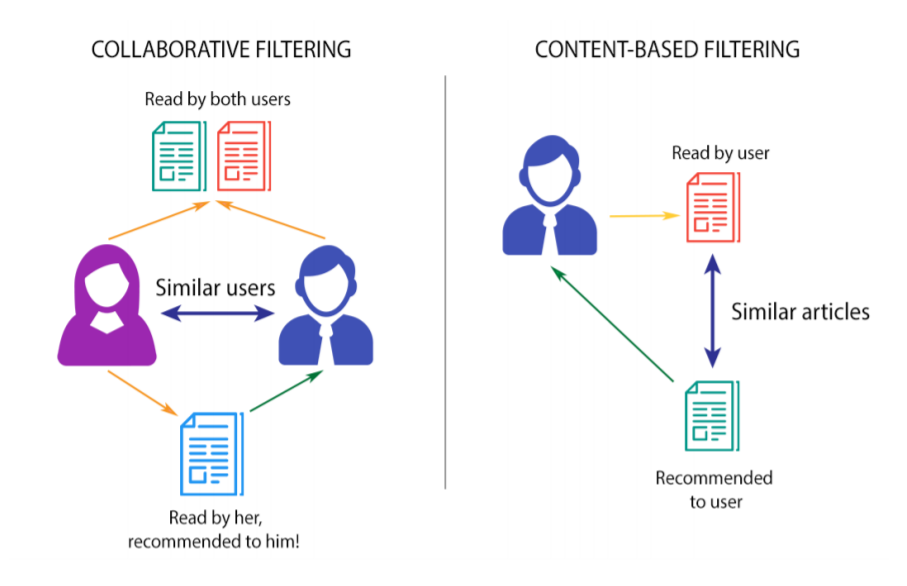 COLLABORATIVE FILTERING
Read by both users
Similar users
Read by her,
recommended to him!
CONTENT-BASED FILTERING
Read by user
Similar articles
Recommended
to user